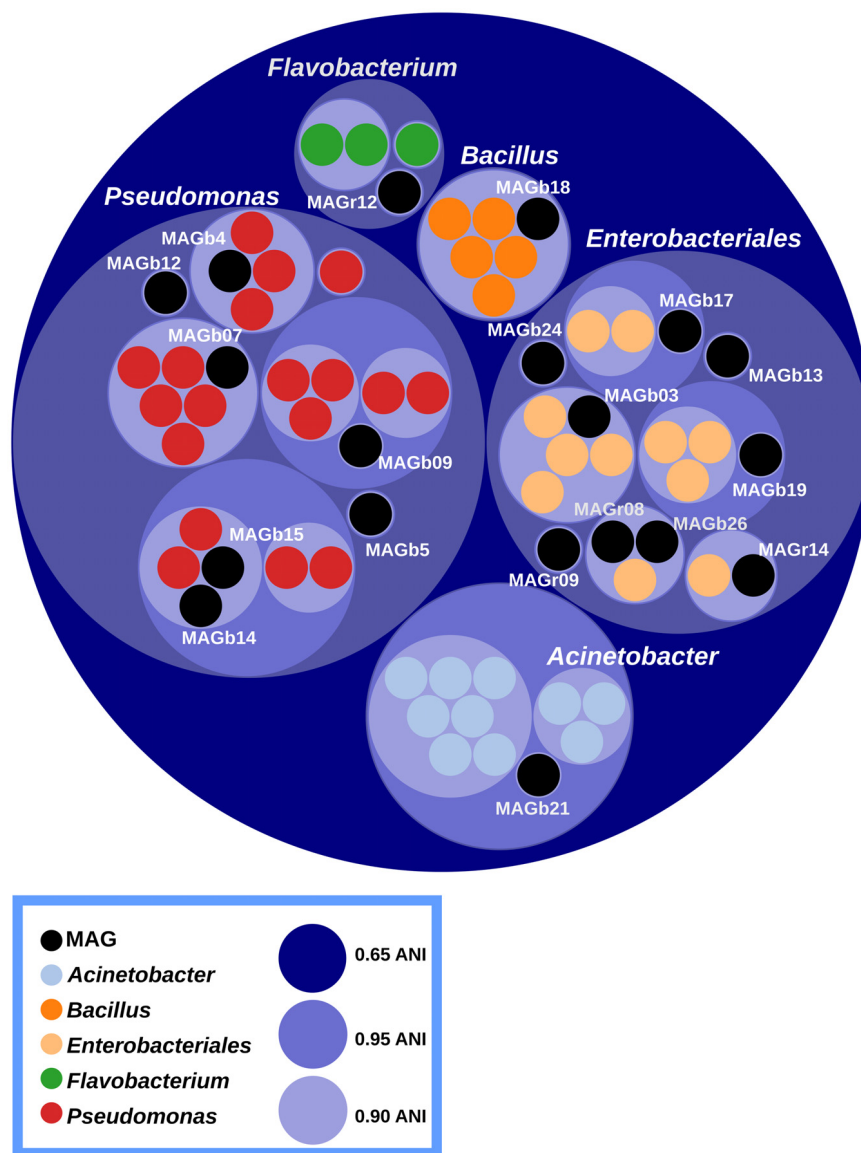 Flavobacterium
Bacillus
MAGb18
Pseudomonas
MAGr12
MAGb4
Enterobacteriales
MAGb12
MAGb17
MAGb07
MAGb24
MAGb13
MAGb03
MAGb09
MAGb19
MAGb15
MAGr08
MAGb26
MAGb5
MAGr14
MAGr09
MAGb14
Acinetobacter
MAGb21
MAG
Acinetobacter
Bacillus
Enterobacteriales
Flavobacterium
Pseudomonas
0.65 ANI
0.95 ANI
0.90 ANI